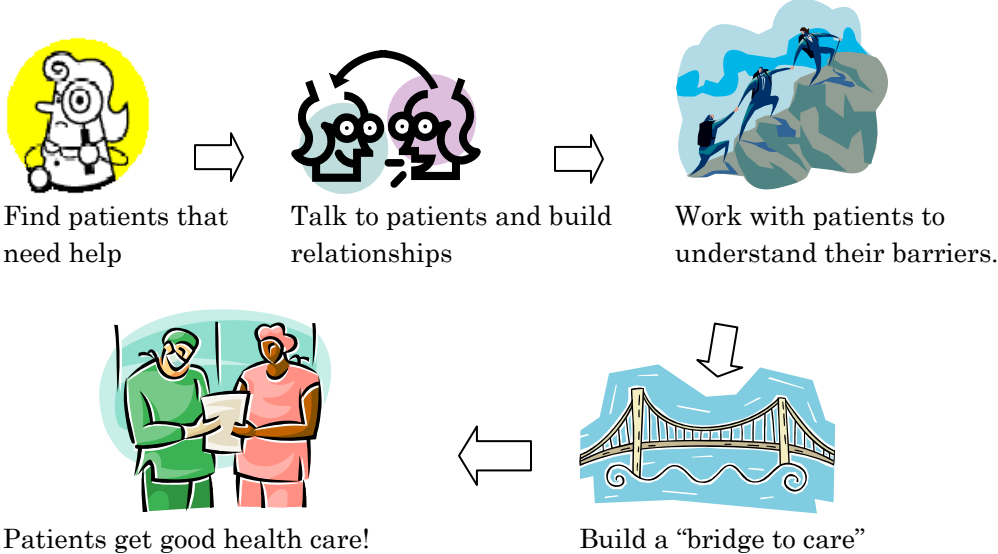 Find patients that
need help
Talk to patients and build
relationships
Work with patients to
understand their barriers.
Build a “bridge to care”
Patients get good health care!